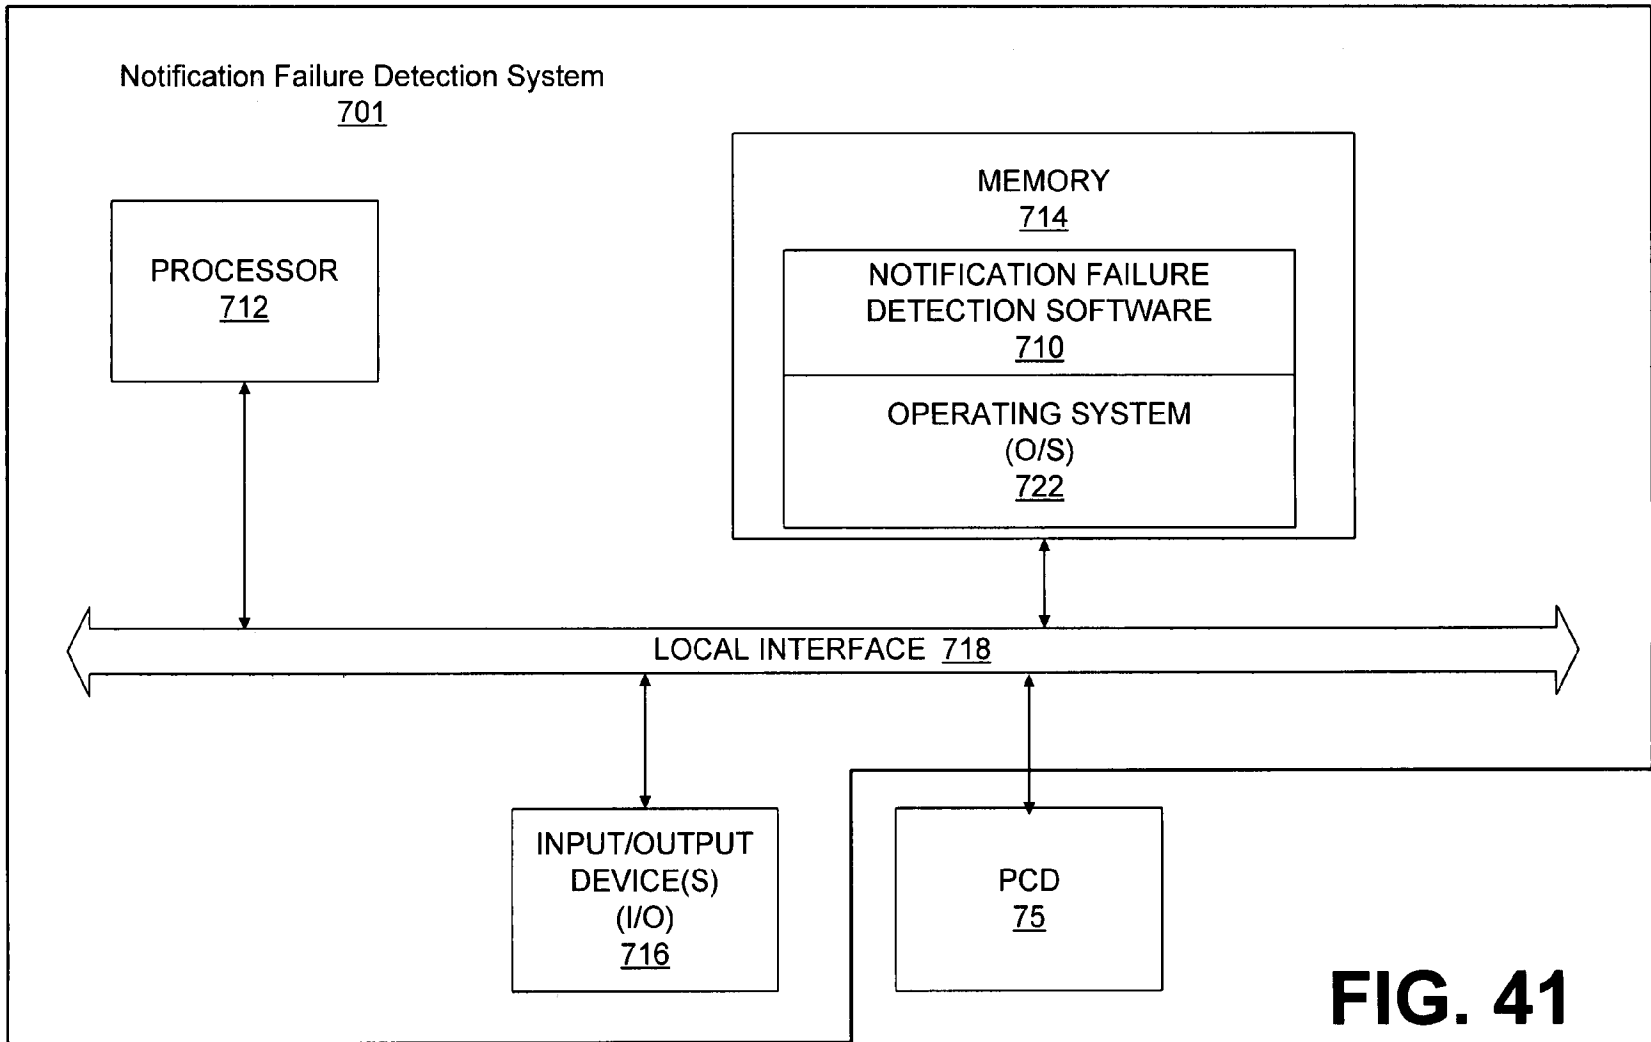 Notification Failure Detection System
701
PROCESSOR
712
MEMORY
714
NOTIFICATION FAILURE
DETECTION SOFTWARE
710
OPERATING SYSTEM
(O/S)
722
LOCAL INTERFACE 718
INPUT/OUTPUT
DEVICE(S)
(I/O)
716
PCD
75
FIG. 41